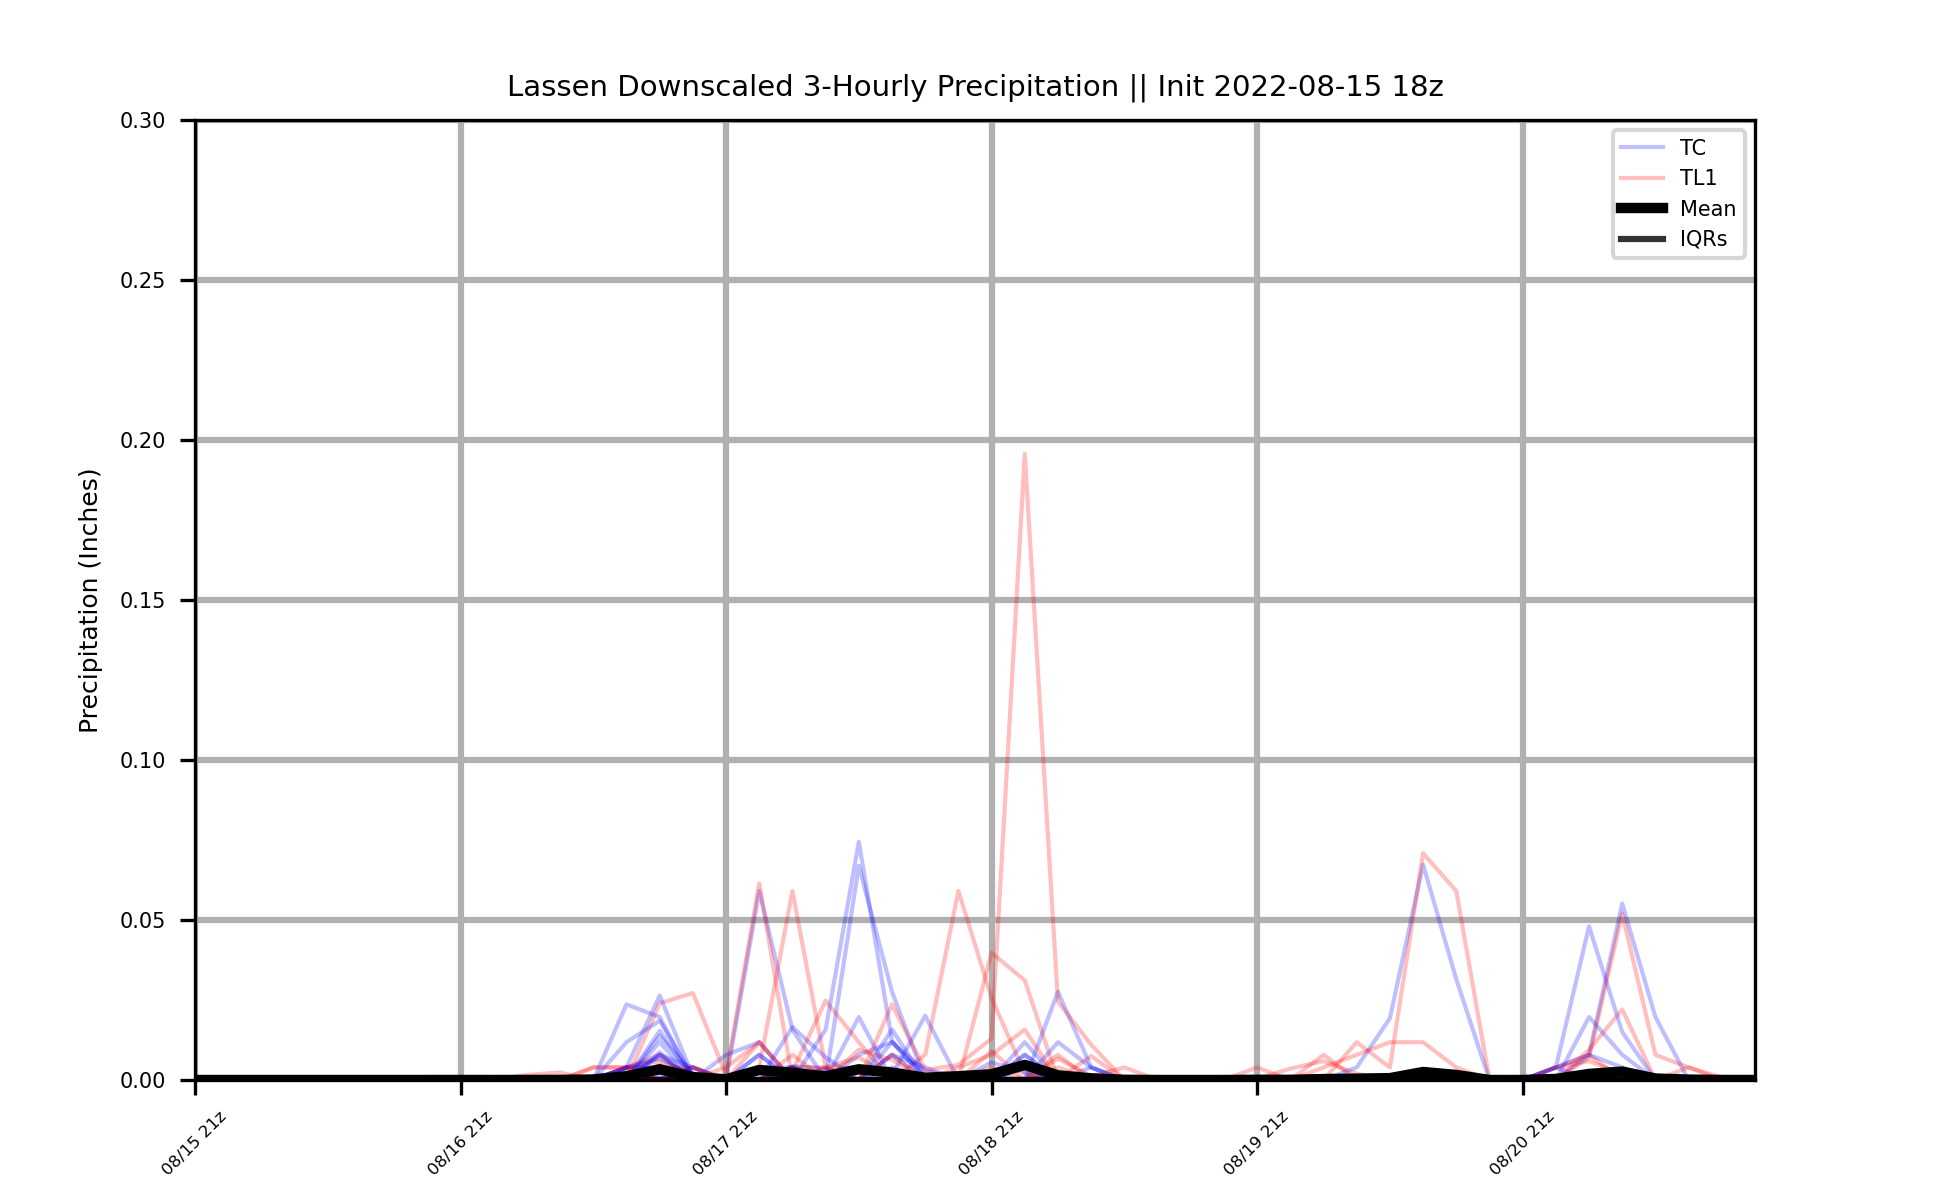 Lassen Downscaled 3-Hourly Precipitation || Init 2022-08-15 18z
TC
TL1
Mean
IQRs
Precipitation (Inches)
0.30
0.25
0.20
0.15
0.10
0.05
0.00
08/15 21z
08/16 21z
08/17 21z
08/18 21z
08/19 21z
08/20 21z